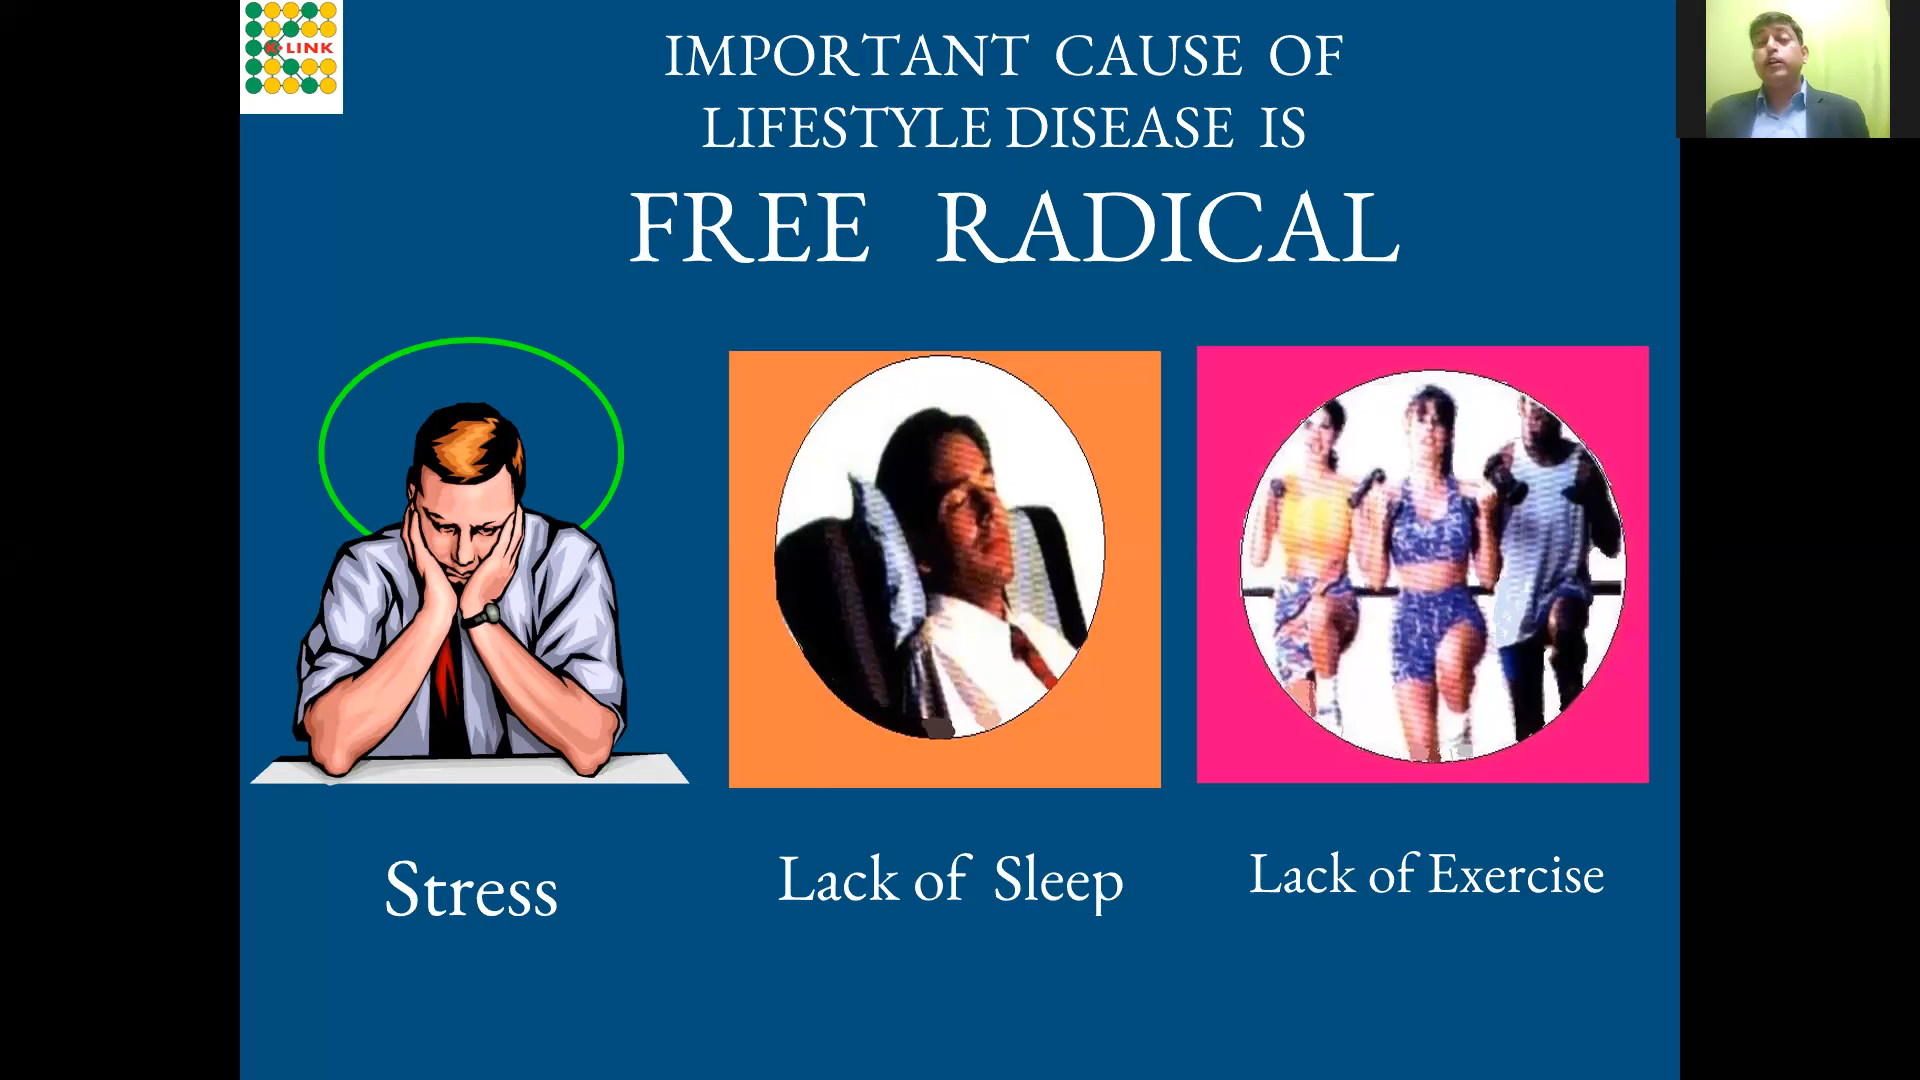 K-LINK
IMPORTANT CAUSE OF
LIFESTYLE DISEASE IS
FREE RADICAL
Stress
Lack of Sleep
Lack of Exercise